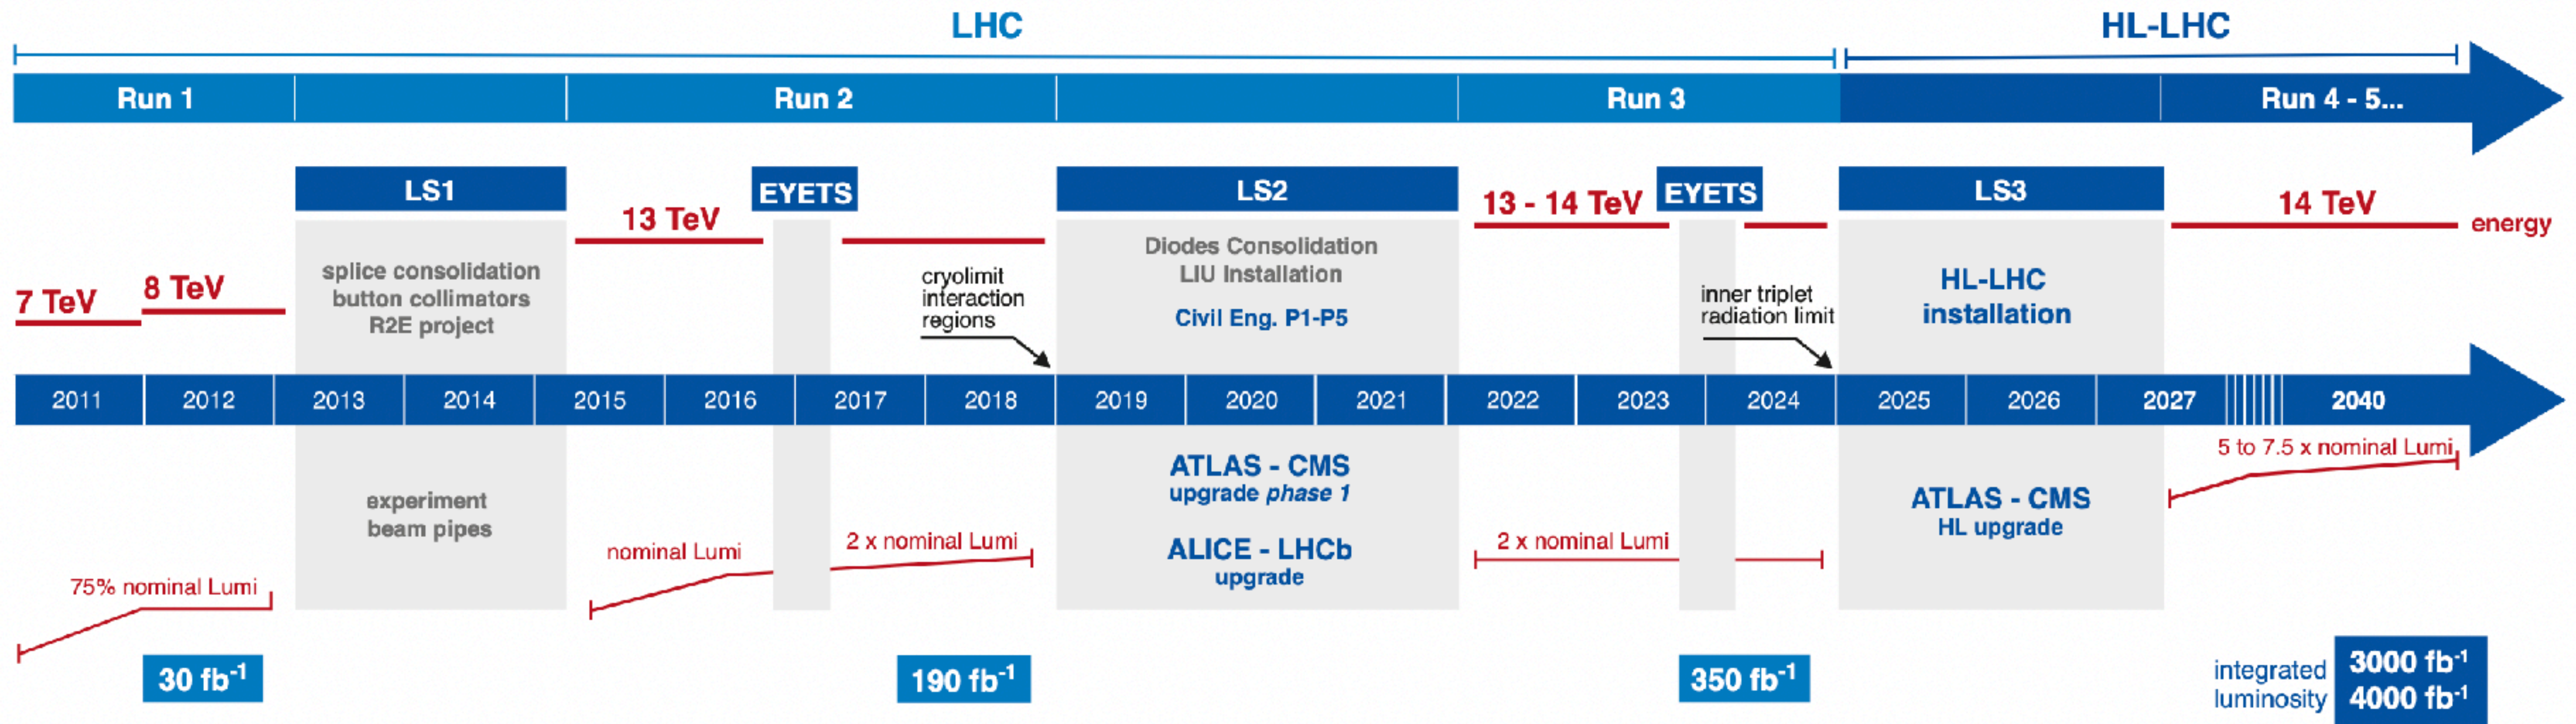 LHC
HL-LHC
Run 1
Run 2
Run 3
Run 4 - 5...
LS1
EYETS
LS2
EYETS
LS3
13 TeV
13 - 14 TeV
14 TeV
energy
7 TeV
8 TeV
splice consolidation
button collimators
R2E project
cryolimit
interaction
regions
Diodes Consolidation
LIU Installation
Civil Eng. P1-P5
inner triplet
radiation limit
HL-LHC
installation
2011
2012
2013
2014
2015
2016
2017
2018
2019
2020
2021
2022
2023
2024
2025
2026
2027
2040
5 to 7.5 x nominal Lumi
experiment
beam pipes
ATLAS - CMS
upgrade phase 1
ALICE - LHCb
upgrade
ATLAS - CMS
HL upgrade
75% nominal Lumi
nominal Lumi
2 x nominal Lumi
2 x nominal Lumi
30 fb⁻¹
190 fb⁻¹
350 fb⁻¹
integrated
luminosity
3000 fb⁻¹
4000 fb⁻¹